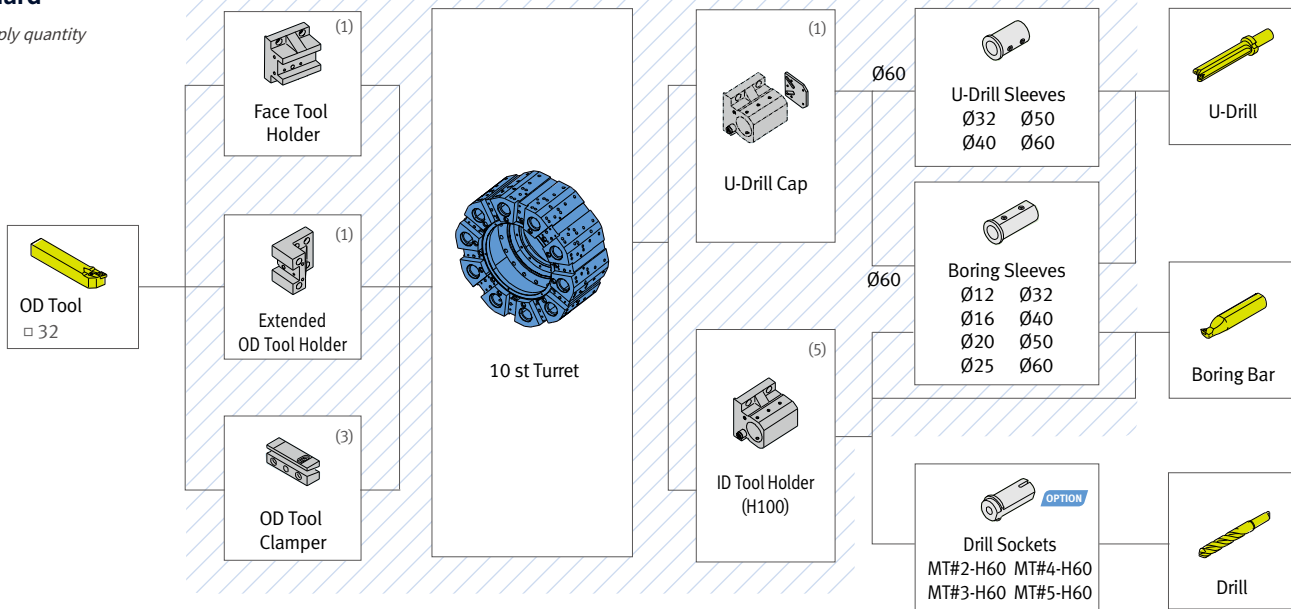 (1)
Face Tool
Holder
OD Tool
□ 32
(1)
Extended
OD Tool Holder
(3)
OD Tool
Clamper
10 st Turret
(1)
U-Drill Cap
(5)
ID Tool Holder
(H100)
Ø60
Ø60
U-Drill Sleeves
Ø32 Ø50
Ø40 Ø60
Boring Sleeves
Ø12 Ø32
Ø16 Ø40
Ø20 Ø50
Ø25 Ø60
OPTION
Drill Sockets
MT#2-H60 MT#4-H60
MT#3-H60 MT#5-H60
U-Drill
Boring Bar
Drill
quantity